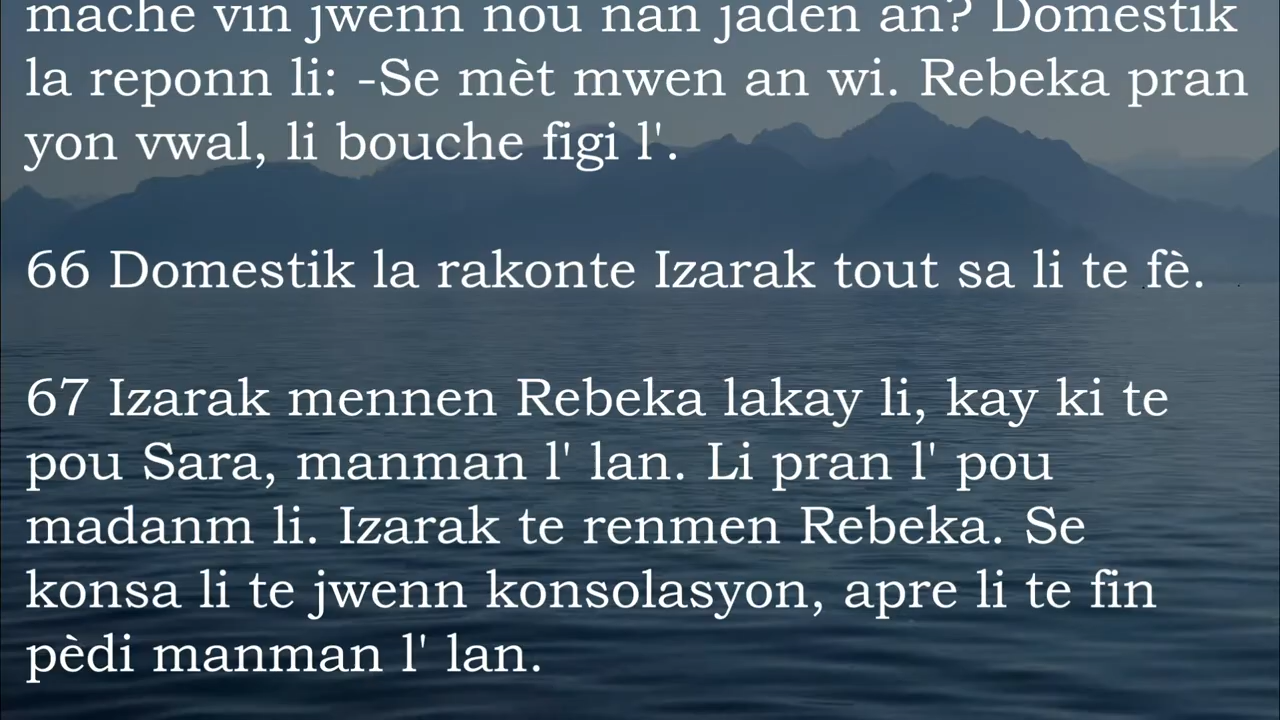 mache vin jwenn nou nan jaden an? Domestik
la reponn li: -Se mèt mwen an wi. Rebeka pran
yon vwal, li bouche figi l'.
66 Domestik la rakonte Izarak tout sa li te fè.
67 Izarak mennen Rebeka lakay li, kay ki te
pou Sara, manman l' lan. Li pran l' pou
madanm li. Izarak te renmen Rebeka. Se
konsa li te jwenn konsolasyon, apre li te fin
pèdi manman l' lan.